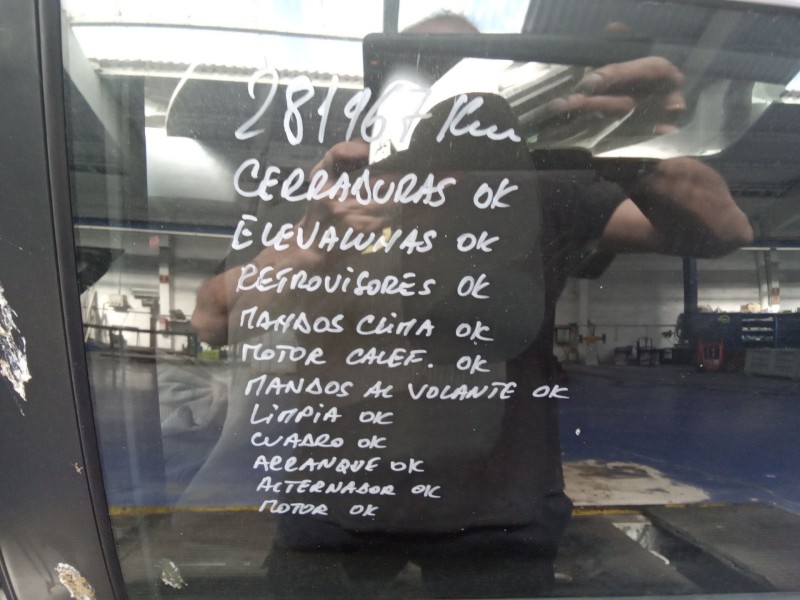 281967 Km
CERRADURAS OK
ELEVALUNAS OK
RETROVISORES OK
MANDOS CLIMA OK
MOTOR CALEF. OK
MANDOS AL VOLANTE OK
LIMPIA OK
CUADRO OK
ARRANQUE OK
ALTERNADOR OK
MOTOR OK